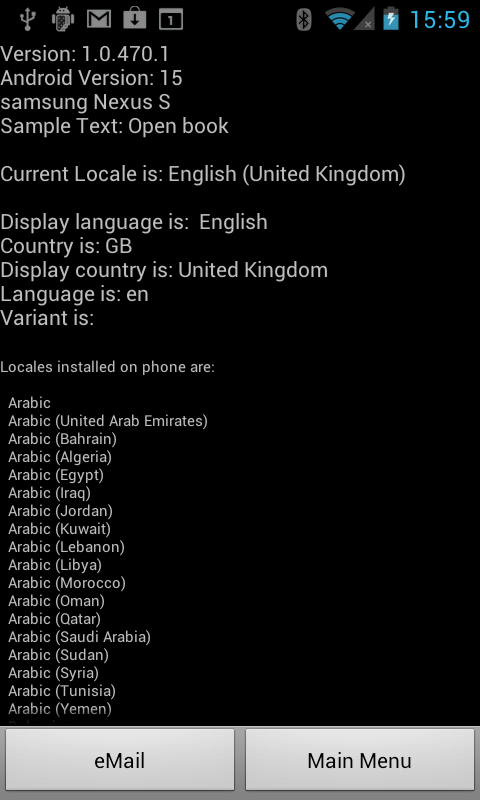 1
15:59
Version: 1.0.470.1
Android Version: 15
samsung Nexus S
Sample Text: Open book
Current Locale is: English (United Kingdom)
Display language is:  English
Country is: GB
Display country is: United Kingdom
Language is: en
Variant is:
Locales installed on phone are:
Arabic
Arabic (United Arab Emirates)
Arabic (Bahrain)
Arabic (Algeria)
Arabic (Egypt)
Arabic (Iraq)
Arabic (Jordan)
Arabic (Kuwait)
Arabic (Lebanon)
Arabic (Libya)
Arabic (Morocco)
Arabic (Oman)
Arabic (Qatar)
Arabic (Saudi Arabia)
Arabic (Sudan)
Arabic (Syria)
Arabic (Tunisia)
Arabic (Yemen)
eMail
Main Menu